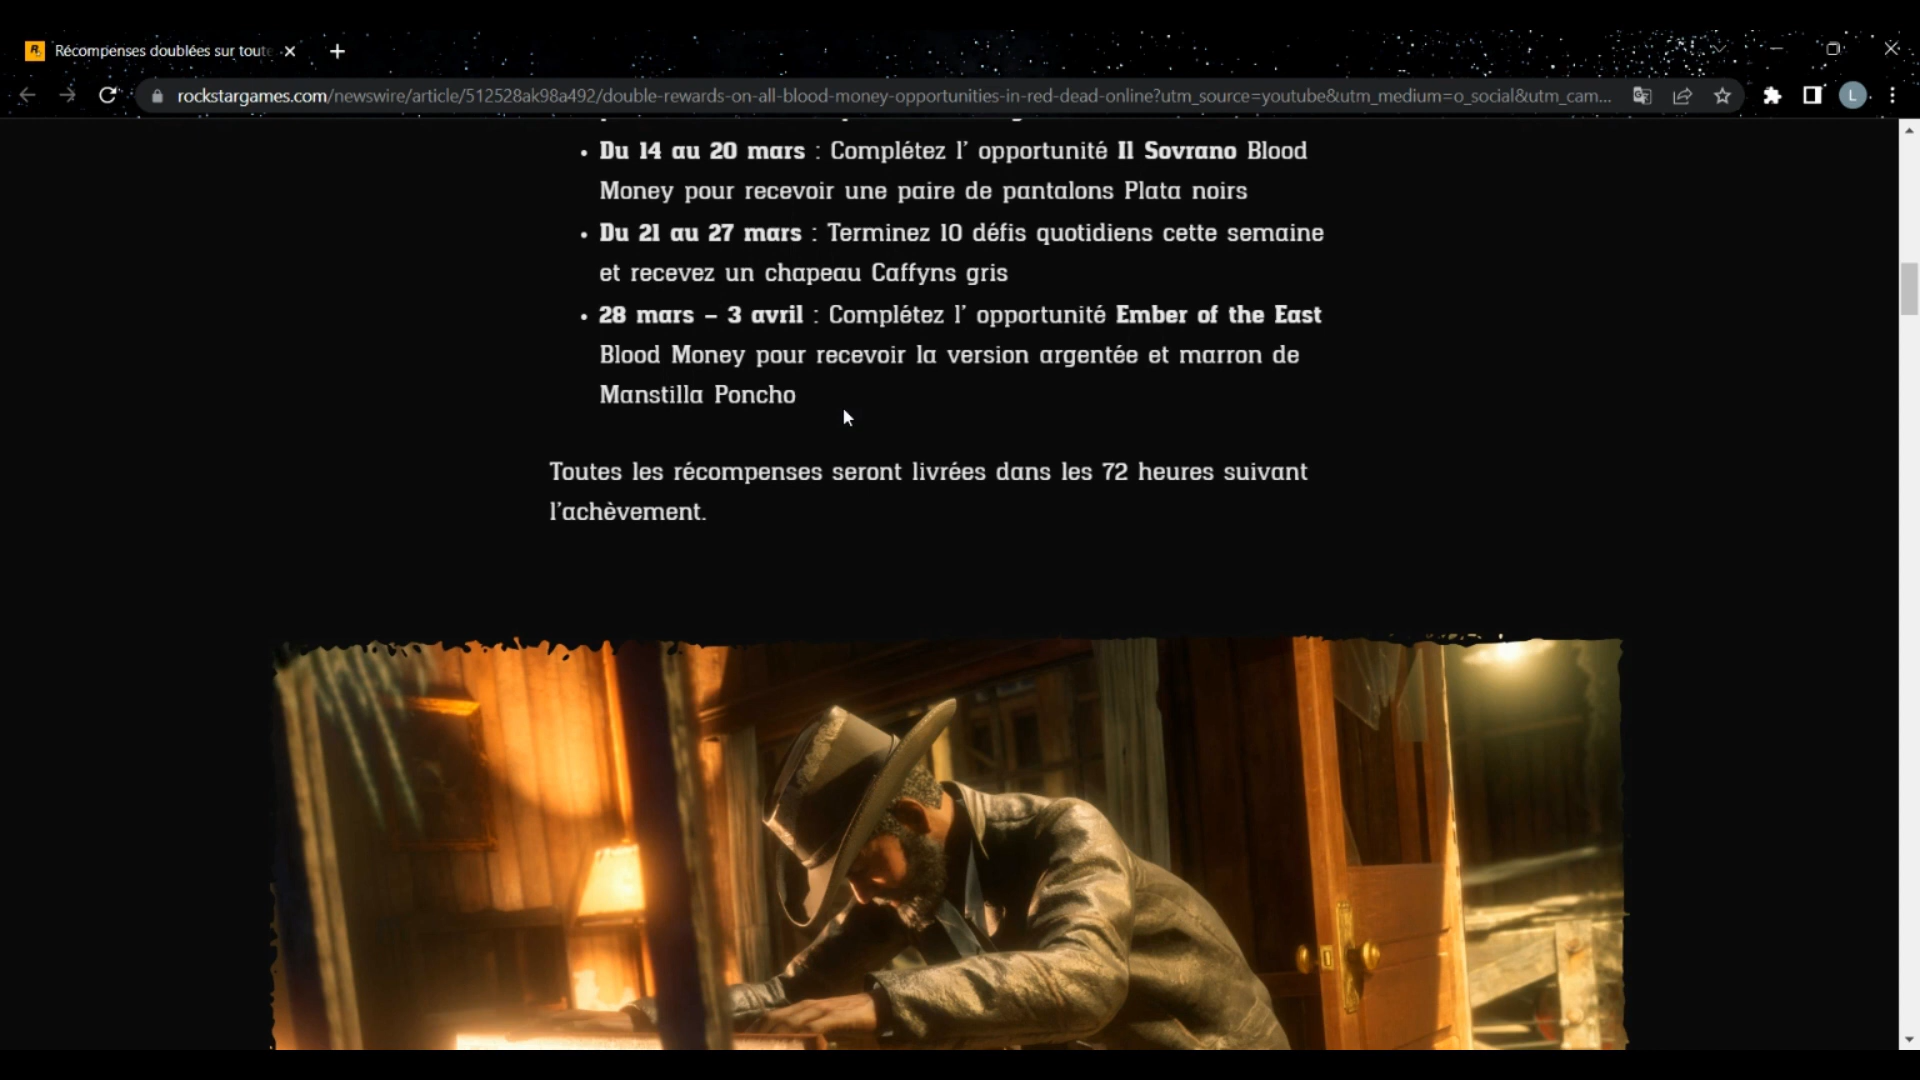 Récompenses doublées sur toute
rockstargames.com/newswire/article/512528ak98a492/double-rewards-on-all-blood-money-opportunities-in-red-dead-online?utm_source=youtube&utm_medium=o_social&utm_cam...
L
• Du 14 au 20 mars : Complétez l' opportunité Il Sovrano Blood
Money pour recevoir une paire de pantalons Plata noirs
• Du 21 au 27 mars : Terminez 10 défis quotidiens cette semaine
et recevez un chapeau Caffyns gris
• 28 mars – 3 avril : Complétez l' opportunité Ember of the East
Blood Money pour recevoir la version argentée et marron de
Manstilla Poncho
Toutes les récompenses seront livrées dans les 72 heures suivant
l'achèvement.